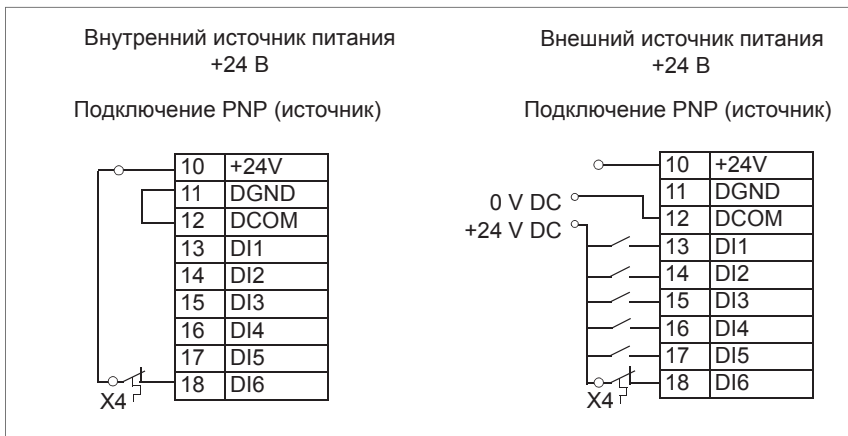 Внутренний источник питания
+24 В
Подключение PNP (источник)
10 +24V
11 DGND
12 DCOM
13 DI1
14 DI2
15 DI3
16 DI4
17 DI5
18 DI6
X4
Внешний источник питания
+24 В
Подключение PNP (источник)
0 V DC
+24 V DC
10 +24V
11 DGND
12 DCOM
13 DI1
14 DI2
15 DI3
16 DI4
17 DI5
18 DI6
X4